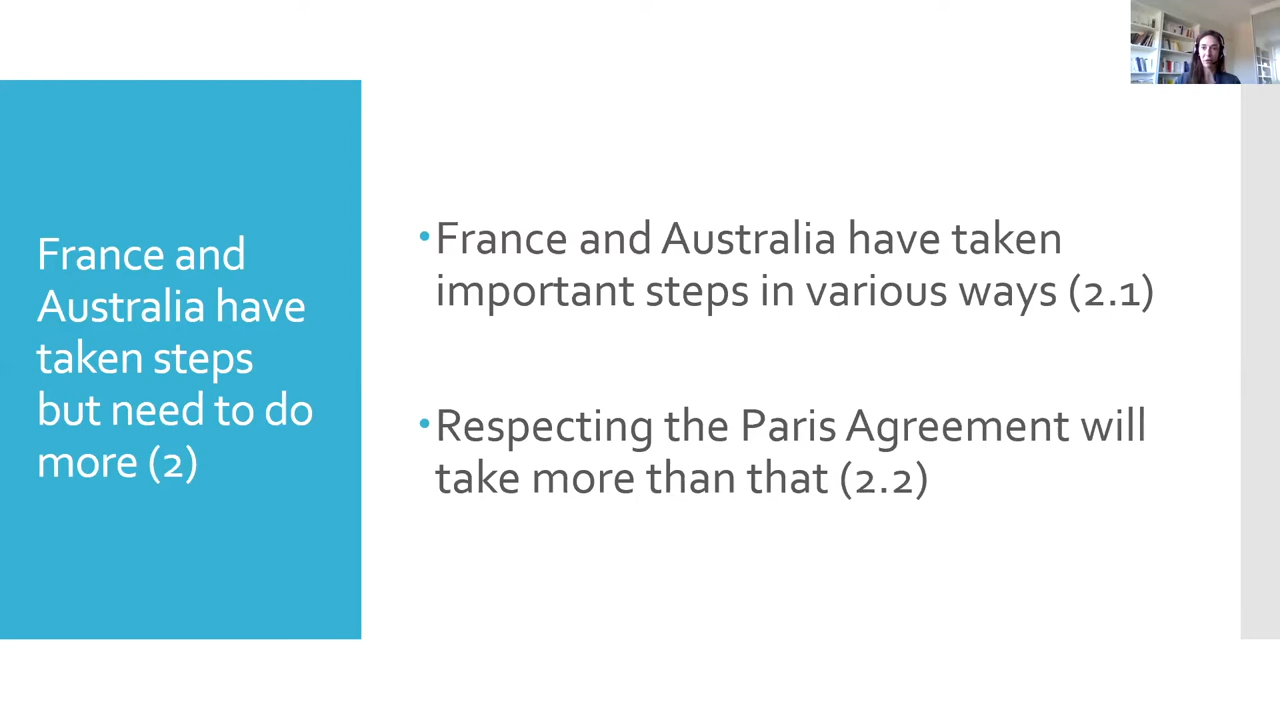 France and
Australia have
taken steps
but need to do
more (2)
•France and Australia have taken
important steps in various ways (2.1)
•Respecting the Paris Agreement will
take more than that (2.2)